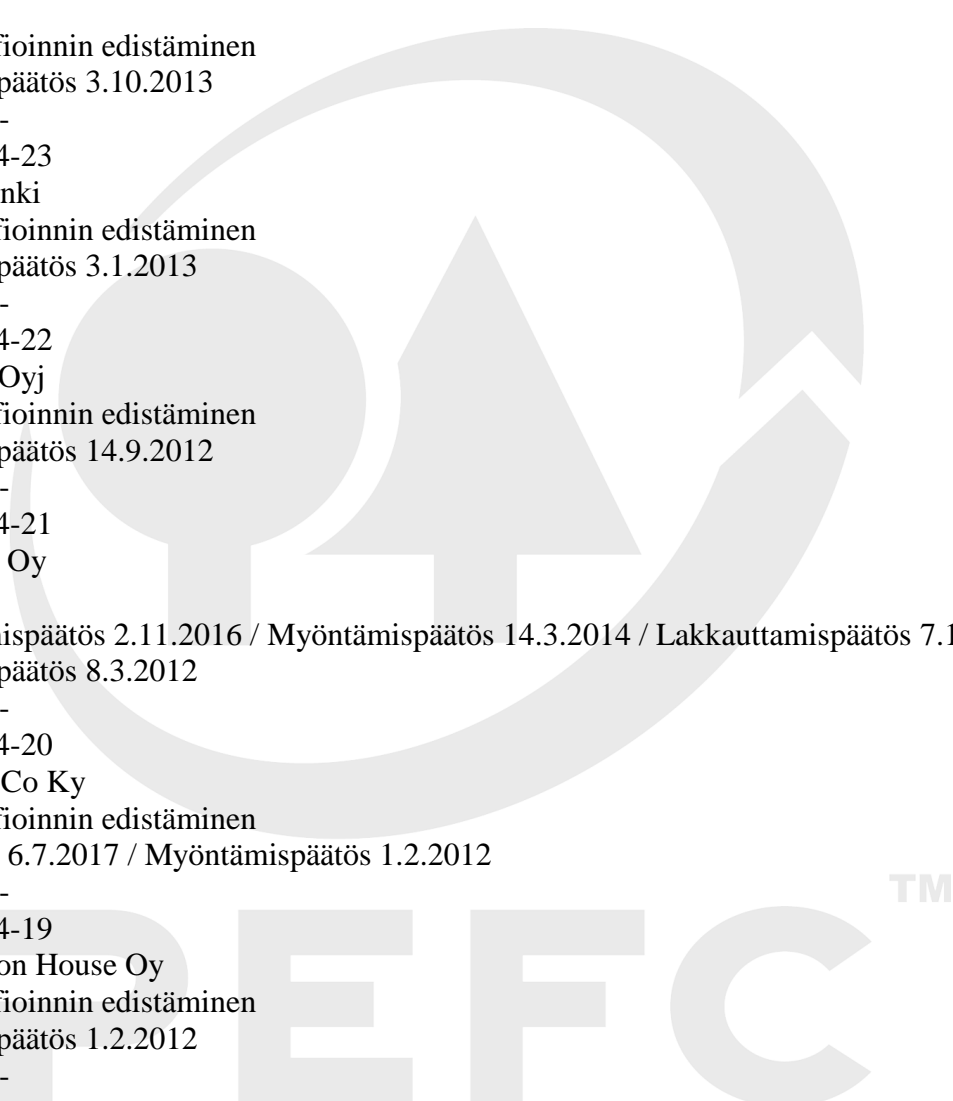 fioinnin edistäminen
päätös 3.10.2013
-
4-23
nki
fioinnin edistäminen
päätös 3.1.2013
-
4-22
Oyj
fioinnin edistäminen
päätös 14.9.2012
-
4-21
Oy
ispäätös 2.11.2016 / Myöntämispäätös 14.3.2014 / Lakkauttamispäätös 7.1
päätös 8.3.2012
-
4-20
Co Ky
fioinnin edistäminen
6.7.2017 / Myöntämispäätös 1.2.2012
-
4-19
on House Oy
fioinnin edistäminen
päätös 1.2.2012
-
PEFC TM